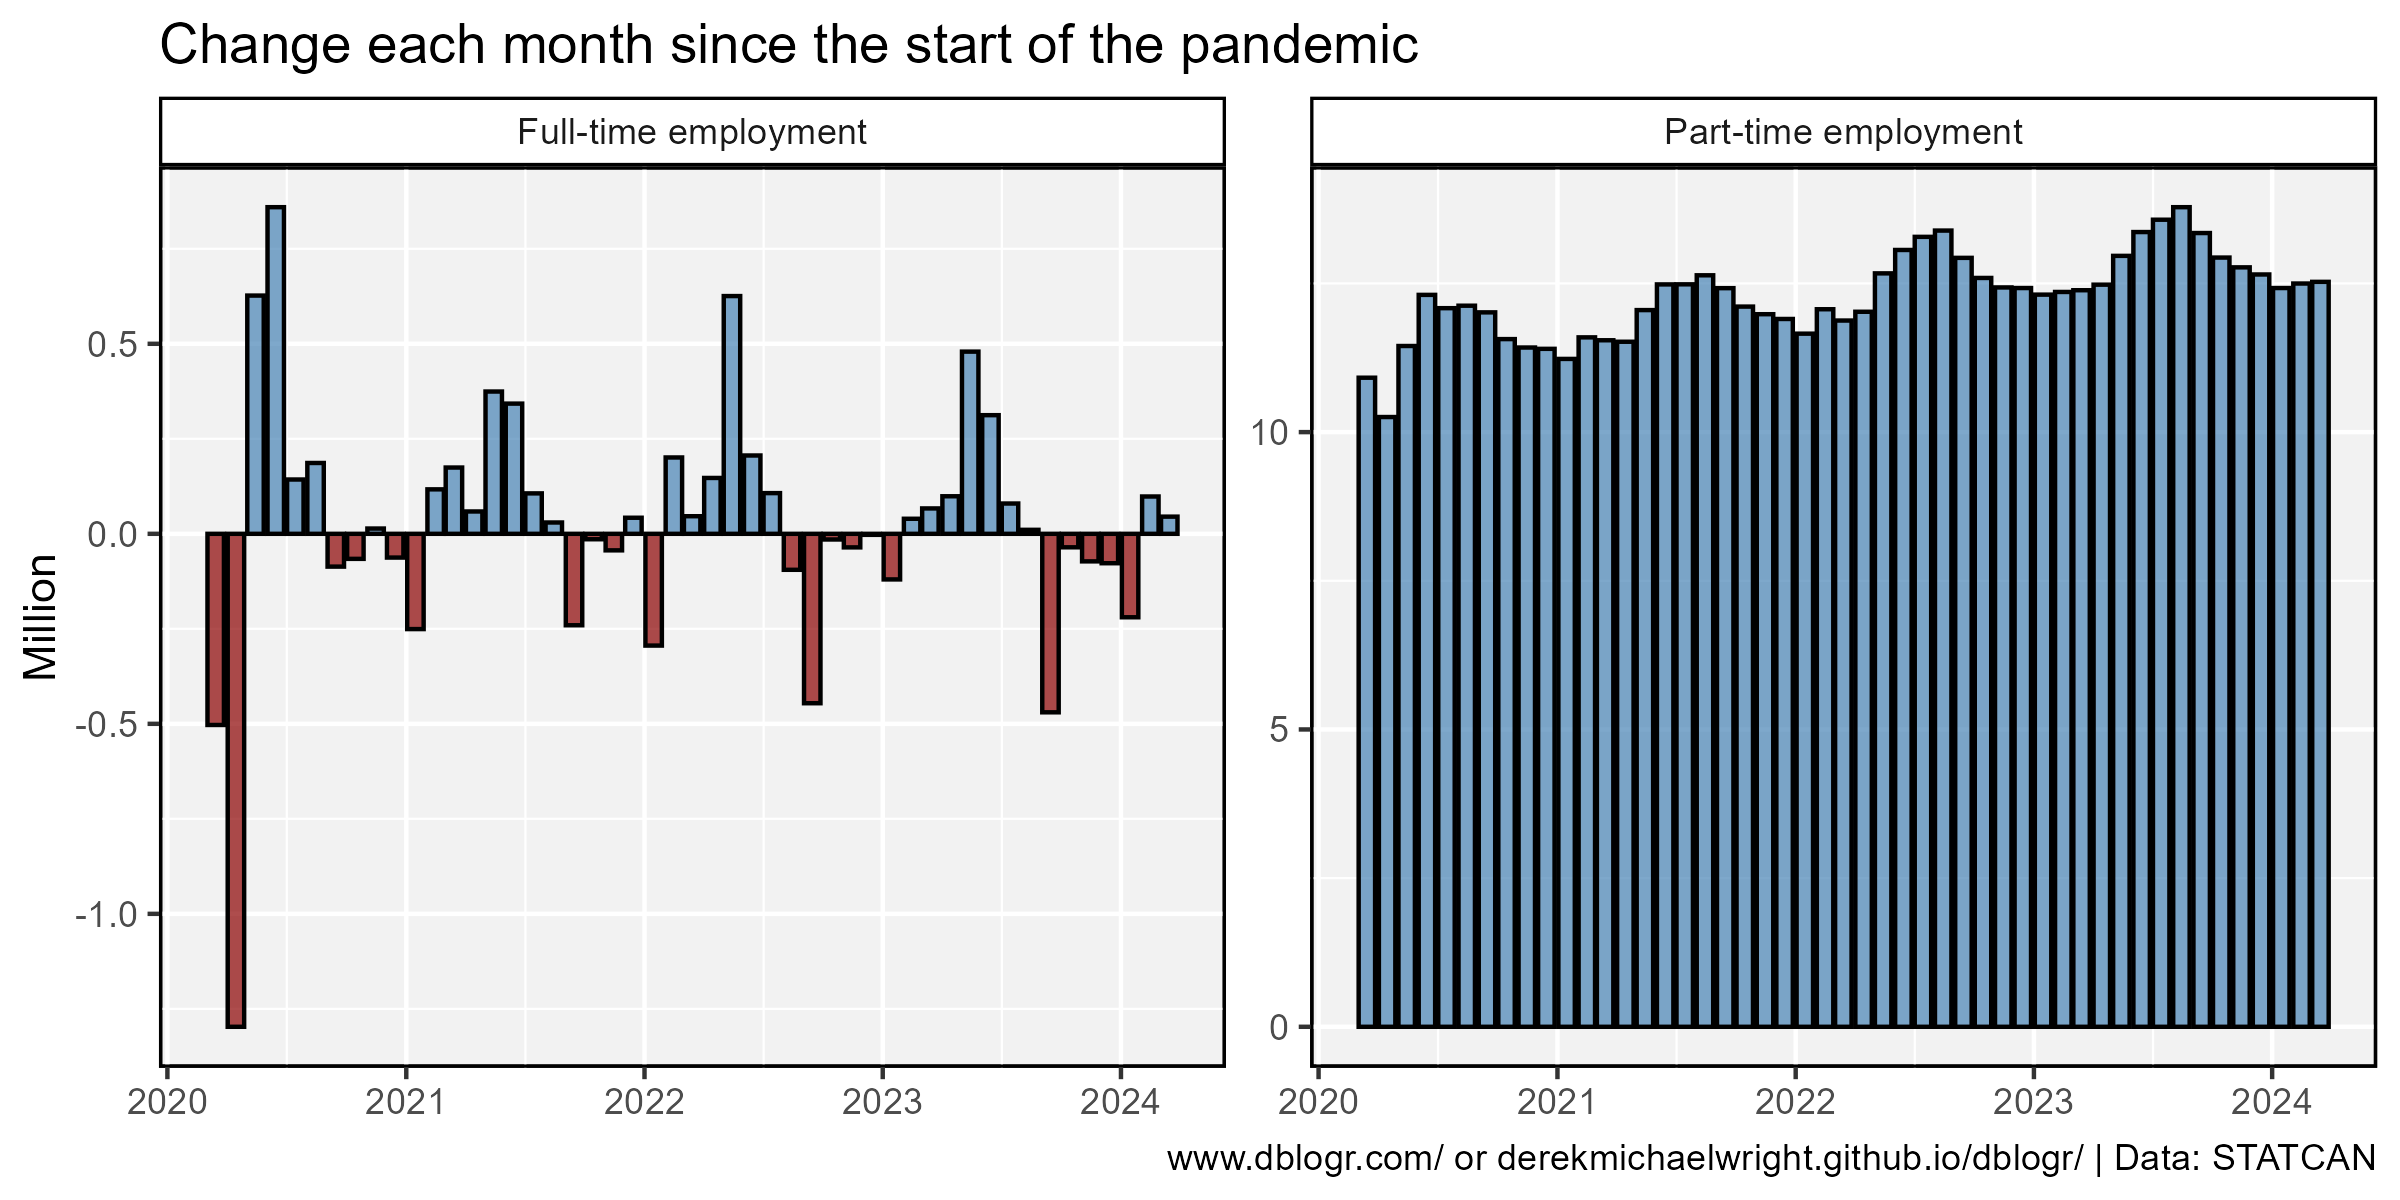 Change each month since the start of the pandemic
Full-time employment
Part-time employment
Million
0.5
0.0
-0.5
-1.0
2020 2021 2022 2023 2024
10
5
0
2020 2021 2022 2023 2024
www.dblogr.com/ or derekmichaelwright.github.io/dblogr/ | Data: STATCAN